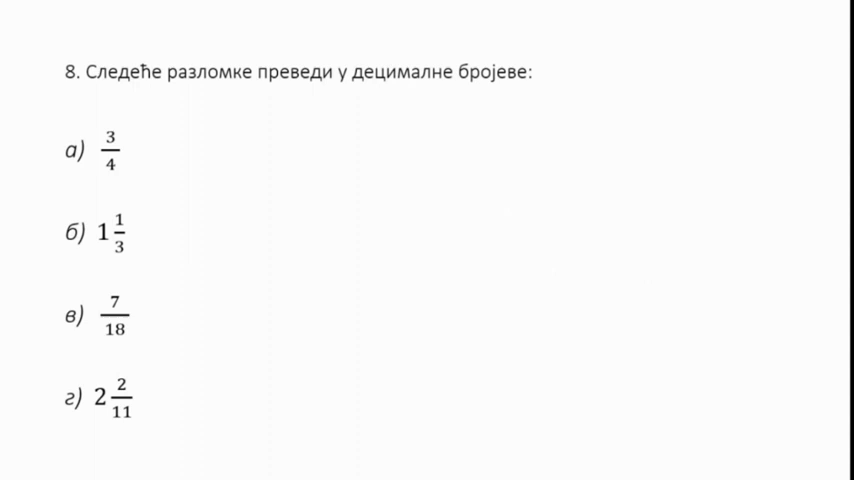 8. Следеће разломке преведи у децималне бројеве:
а) 3/4
б) 1 1/3
в) 7/18
г) 2 2/11